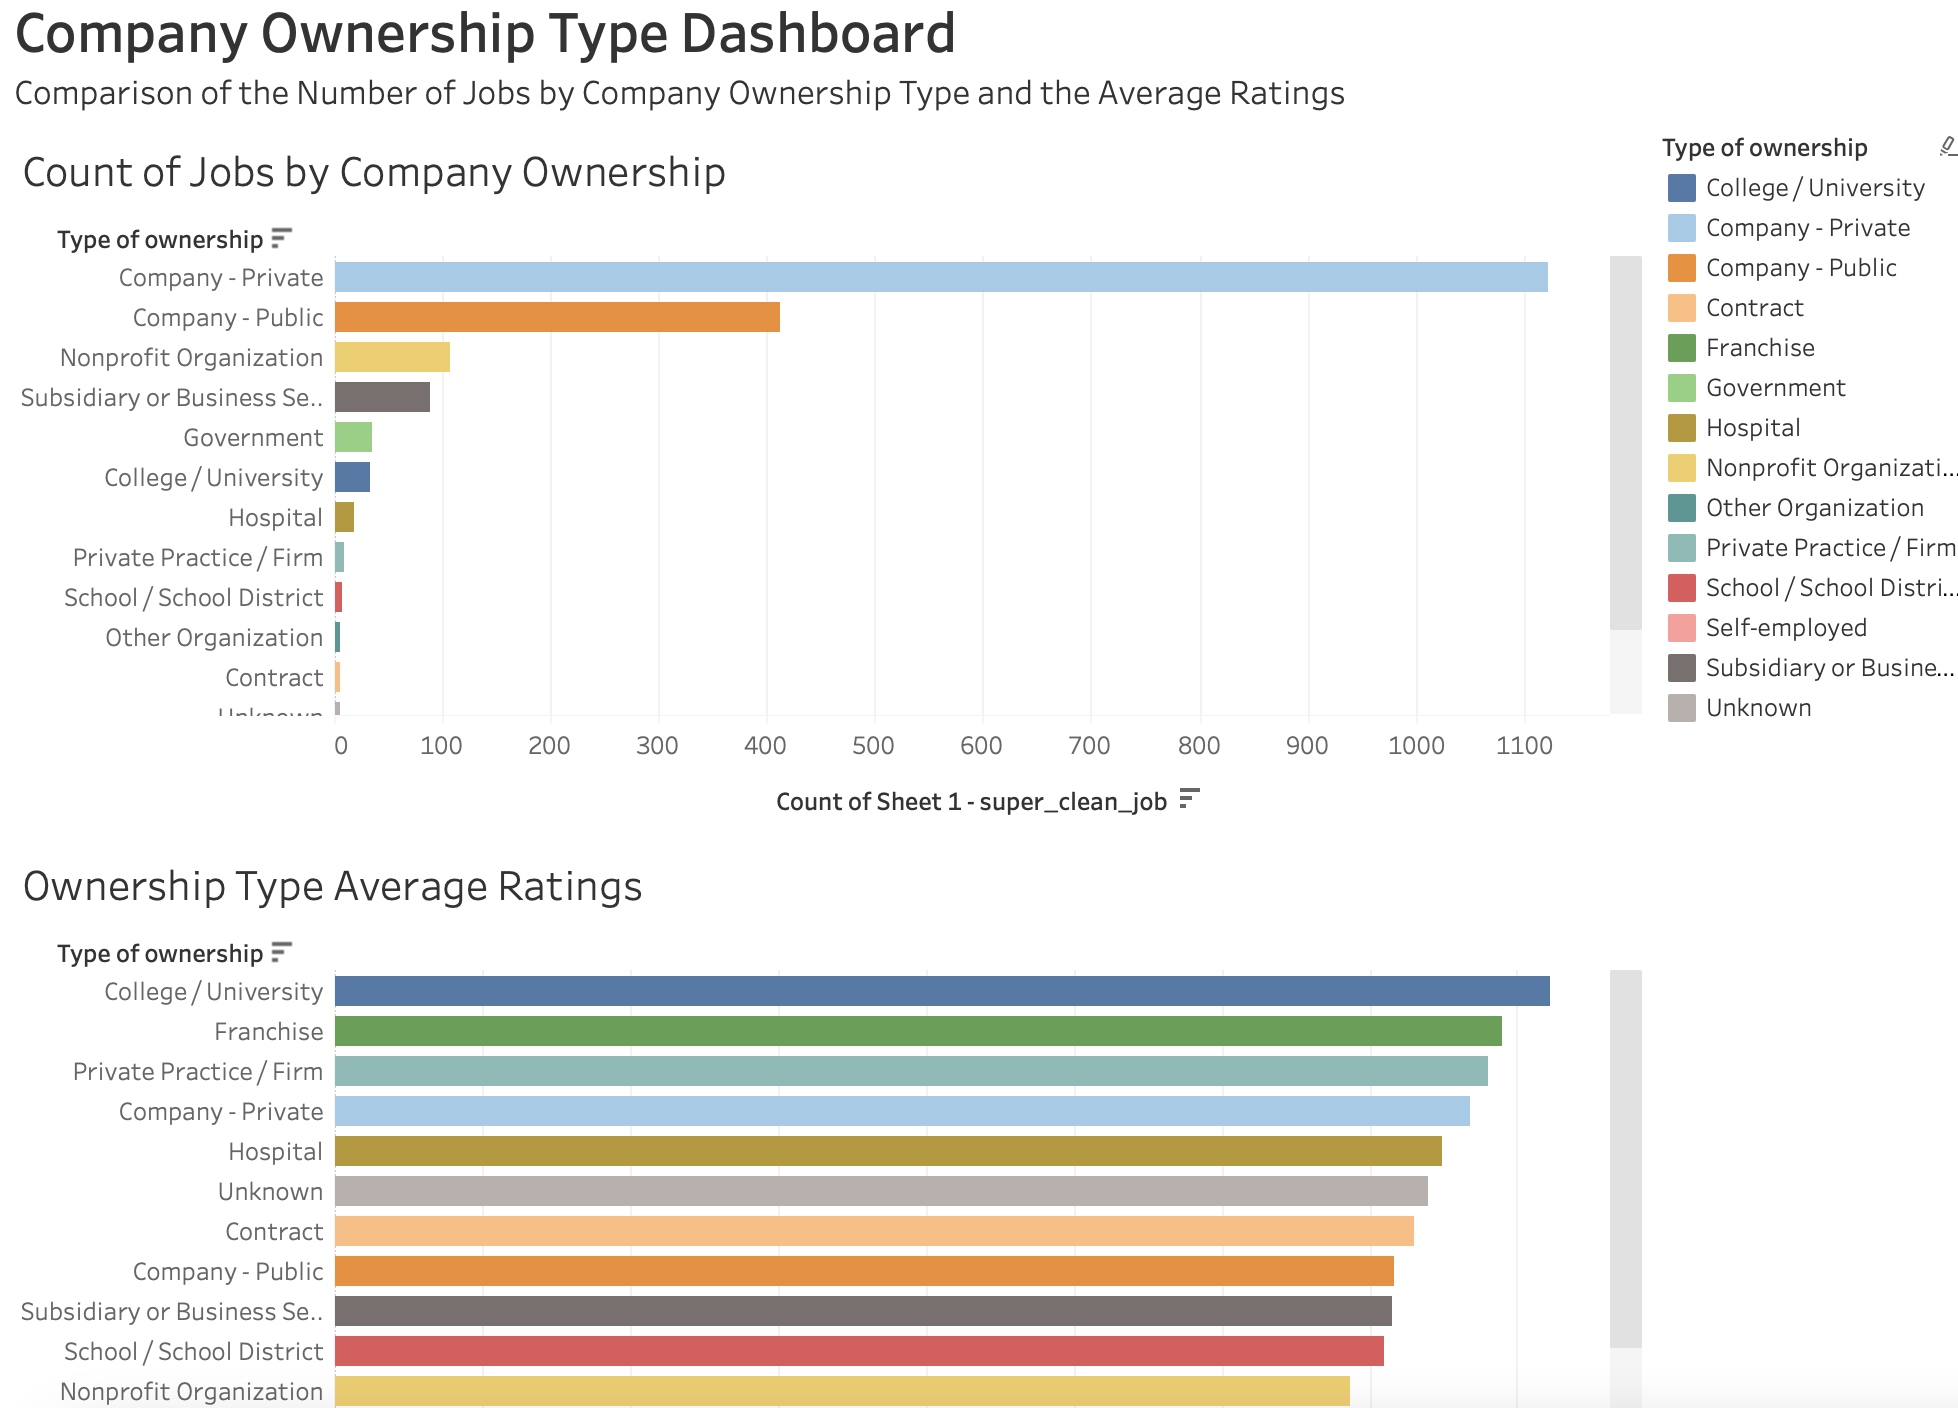 Company Ownership Type Dashboard
Comparison of the Number of Jobs by Company Ownership Type and the Average Ratings
Count of Jobs by Company Ownership
Type of ownership
Company - Private
Company - Public
Nonprofit Organization
Subsidiary or Business Se..
Government
College / University
Hospital
Private Practice / Firm
School / School District
Other Organization
Contract
Unknown
0 100 200 300 400 500 600 700 800 900 1000 1100
Count of Sheet 1 - super_clean_job
Type of ownership
College / University
Company - Private
Company - Public
Contract
Franchise
Government
Hospital
Nonprofit Organizati...
Other Organization
Private Practice / Firm
School / School Distri...
Self-employed
Subsidiary or Busine...
Unknown
Ownership Type Average Ratings
Type of ownership
College / University
Franchise
Private Practice / Firm
Company - Private
Hospital
Unknown
Contract
Company - Public
Subsidiary or Business Se..
School / School District
Nonprofit Organization